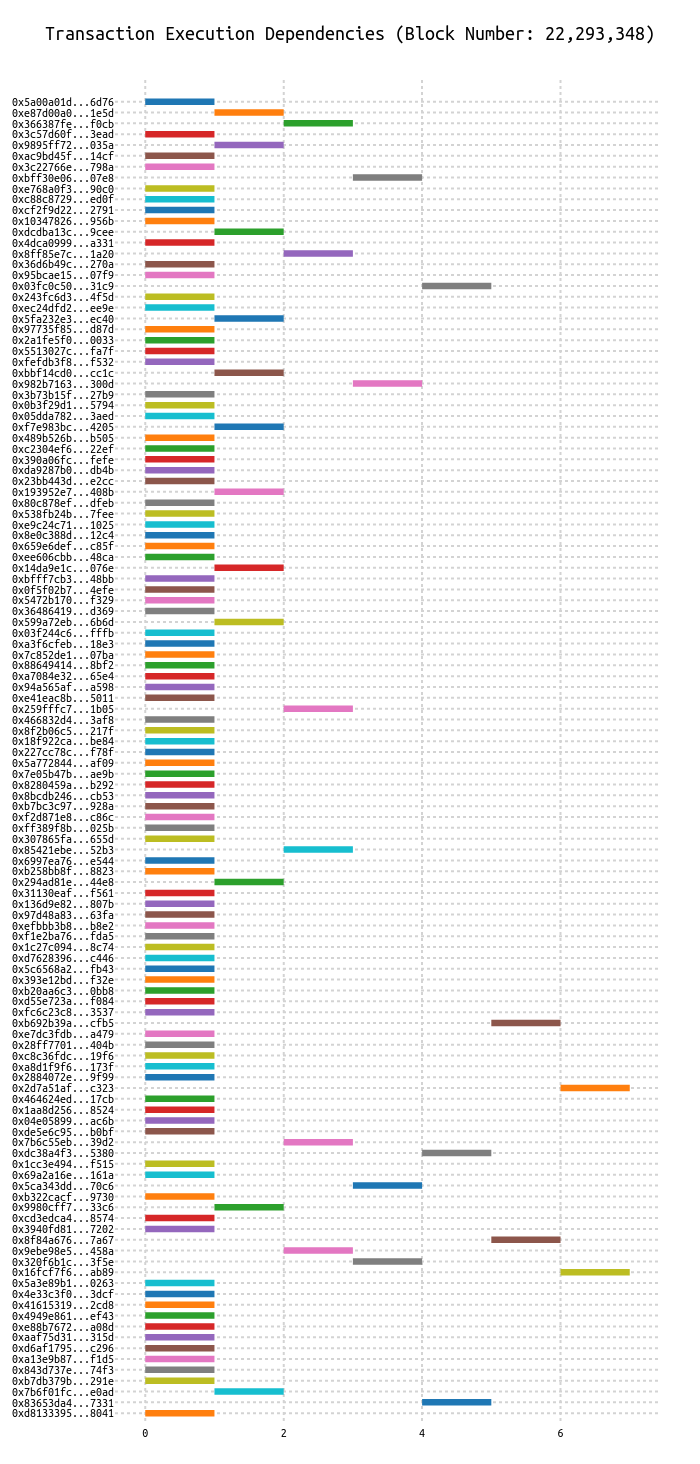 Transaction Execution Dependencies (Block Number: 22,293,348)
0x5a00a01d...6d76
0xe87d00a0...1e5d
0x366387fe...f0cb
0x3c57d60f...3ead
0x9895ff72...035a
0xac9bd45f...14cf
0x3c22766e...798a
0xbff30e06...07e8
0xe768a0f3...90c0
0xc88c8729...ed0f
0xcf2f9d22...2791
0x10347826...956b
0xdcdba13c...9cee
0x4dca0999...a331
0x8ff85e7c...1a20
0x36d6b49c...270a
0x95bcae15...07f9
0x03fc0c50...31c9
0x243fc6d3...4f5d
0xec24dfd2...ee9e
0x5fa232e3...ec40
0x97735f85...d87d
0x2a1fe5f0...0033
0x5513027c...fa7f
0xfefdb3f8...f532
0xbbf14cd0...cc1c
0x982b7163...300d
0x3b73b15f...27b9
0x0b3f29d1...5794
0x05dda782...3aed
0xf7e983bc...4205
0x489b526b...b505
0xc2304ef6...22ef
0x390a06fc...fefe
0xda9287b0...db4b
0x23bb443d...e2cc
0x193952e7...408b
0x80c878ef...dfeb
0x538fb24b...7fee
0xe9c24c71...1025
0x8e0c388d...12c4
0x659e6def...c85f
0xee606cbb...48ca
0x14da9e1c...076e
0xbfff7cb3...48bb
0x0f5f02b7...4efe
0x5472b170...f329
0x36486419...d369
0x599a72eb...6b6d
0x03f244c6...fffb
0xa3f6cfeb...18e3
0x7c852de1...07ba
0x88649414...8bf2
0xa7084e32...65e4
0x94a565af...a598
0xe41eac8b...5011
0x259fffc7...1b05
0x466832d4...3af8
0x8f2b06c5...217f
0x18f922ca...be84
0x227cc78c...f78f
0x5a772844...af09
0x7e05b47b...ae9b
0x8280459a...b292
0x8bcdb246...cb53
0xb7bc3c97...928a
0xf2d871e8...c86c
0xff389f8b...025b
0x307865fa...655d
0x85421ebe...52b3
0x6997ea76...e544
0xb258bb8f...8823
0x294ad81e...44e8
0x31130eaf...f561
0x136d9e82...807b
0x97d48a83...63fa
0xefbbb3b8...b8e2
0xf1e2ba76...fda5
0x1c27c094...8c74
0xd7628396...c446
0x5c6568a2...fb43
0x393e12bd...f32e
0xb20aa6c3...0bb8
0xd55e723a...f084
0xfc6c23c8...3537
0xb692b39a...cfb5
0xe7dc3fdb...a479
0x28ff7701...404b
0xc8c36fdc...19f6
0xa8d1f9f6...173f
0x2884072e...9f99
0x2d7a51af...c323
0x464624ed...17cb
0x1aa8d256...8524
0x04e05899...ac6b
0xde5e6c95...b0bf
0x7b6c55eb...39d2
0xdc38a4f3...5380
0x1cc3e494...f515
0x69a2a16e...161a
0x5ca343dd...70c6
0xb322cacf...9730
0x9980cff7...33c6
0xcd3edca4...8574
0x3940fd81...7202
0x8f84a676...7a67
0x9ebe98e5...458a
0x320f6b1c...3f5e
0x16fcf7f6...ab89
0x5a3e89b1...0263
0x4e33c3f0...3dcf
0x41615319...2cd8
0x4949e861...ef43
0xe88b7672...a08d
0xaaf75d31...315d
0xd6af1795...c296
0xa13e9b87...f1d5
0x843d737e...74f3
0xb7db379b...291e
0x7b6f01fc...e0ad
0x83653da4...7331
0xd8133395...8041
0 2 4 6